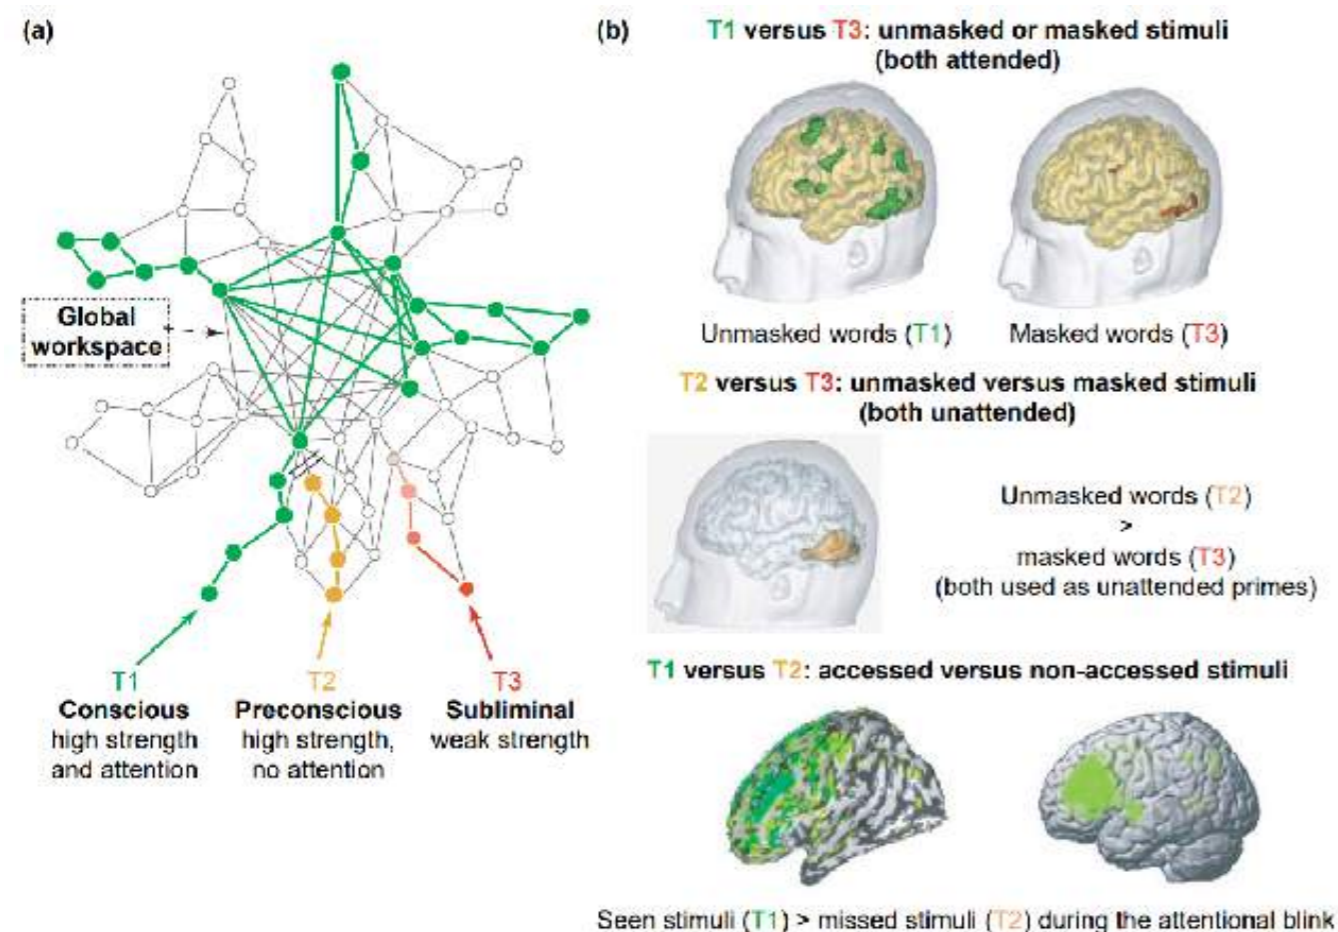 (a)
Global
workspace
T1
Conscious
high strength
and attention
T2
Preconscious
high strength,
no attention
T3
Subliminal
weak strength
(b)
T1 versus T3: unmasked or masked stimuli
(both attended)
Unmasked words (T1)
Masked words (T3)
T2 versus T3: unmasked versus masked stimuli
(both unattended)
Unmasked words (T2)
>
masked words (T3)
(both used as unattended primes)
T1 versus T2: accessed versus non-accessed stimuli
Seen stimuli (T1) > missed stimuli (T2) during the attentional blink